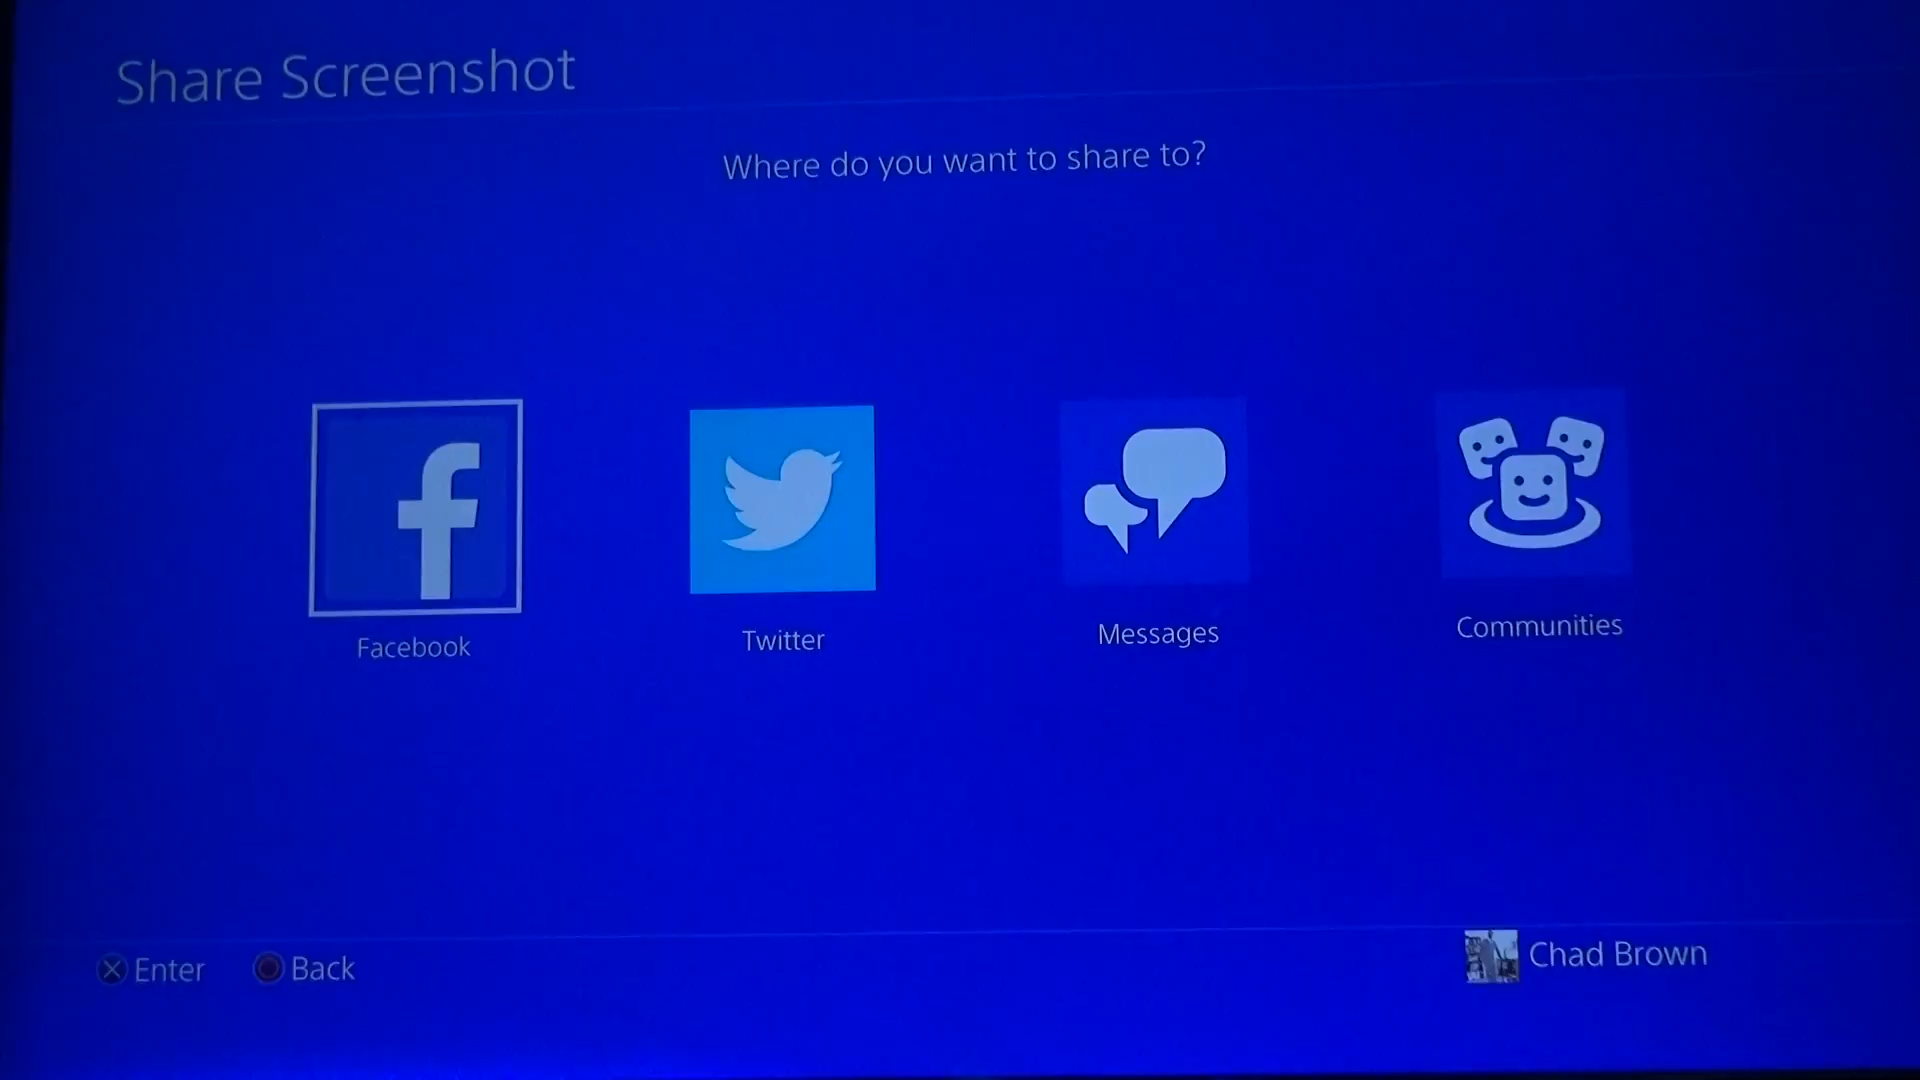 Share Screenshot
Where do you want to share to?
Facebook
Twitter
Messages
Communities
Enter
Back
Chad Brown